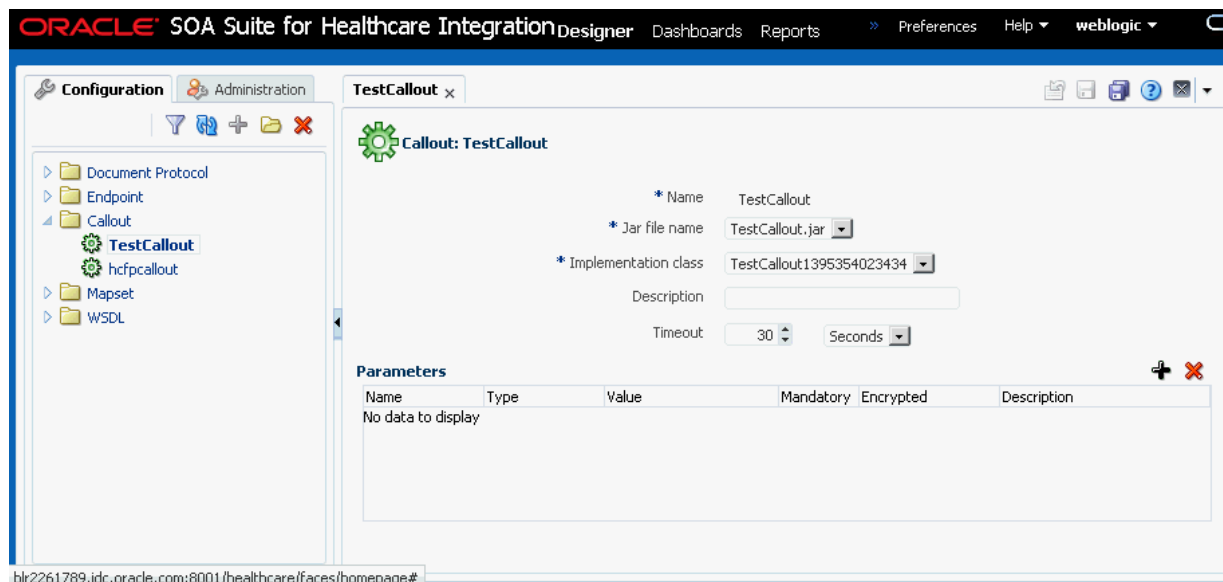 ORACLE SOA Suite for Healthcare Integration Designer Dashboards Reports » Preferences Help weblogic
Configuration Administration TestCallout x
Callout: TestCallout
Document Protocol
Endpoint
Callout
TestCallout
hcfpcallout
Mapset
WSDL
* Name TestCallout
* Jar file name TestCallout.jar
* Implementation class TestCallout1395354023434
Description
Timeout 30 Seconds
Parameters
Name Type Value Mandatory Encrypted Description
No data to display
blr2261789.idc.oracle.com:8001/healthcare/faces/homepage#